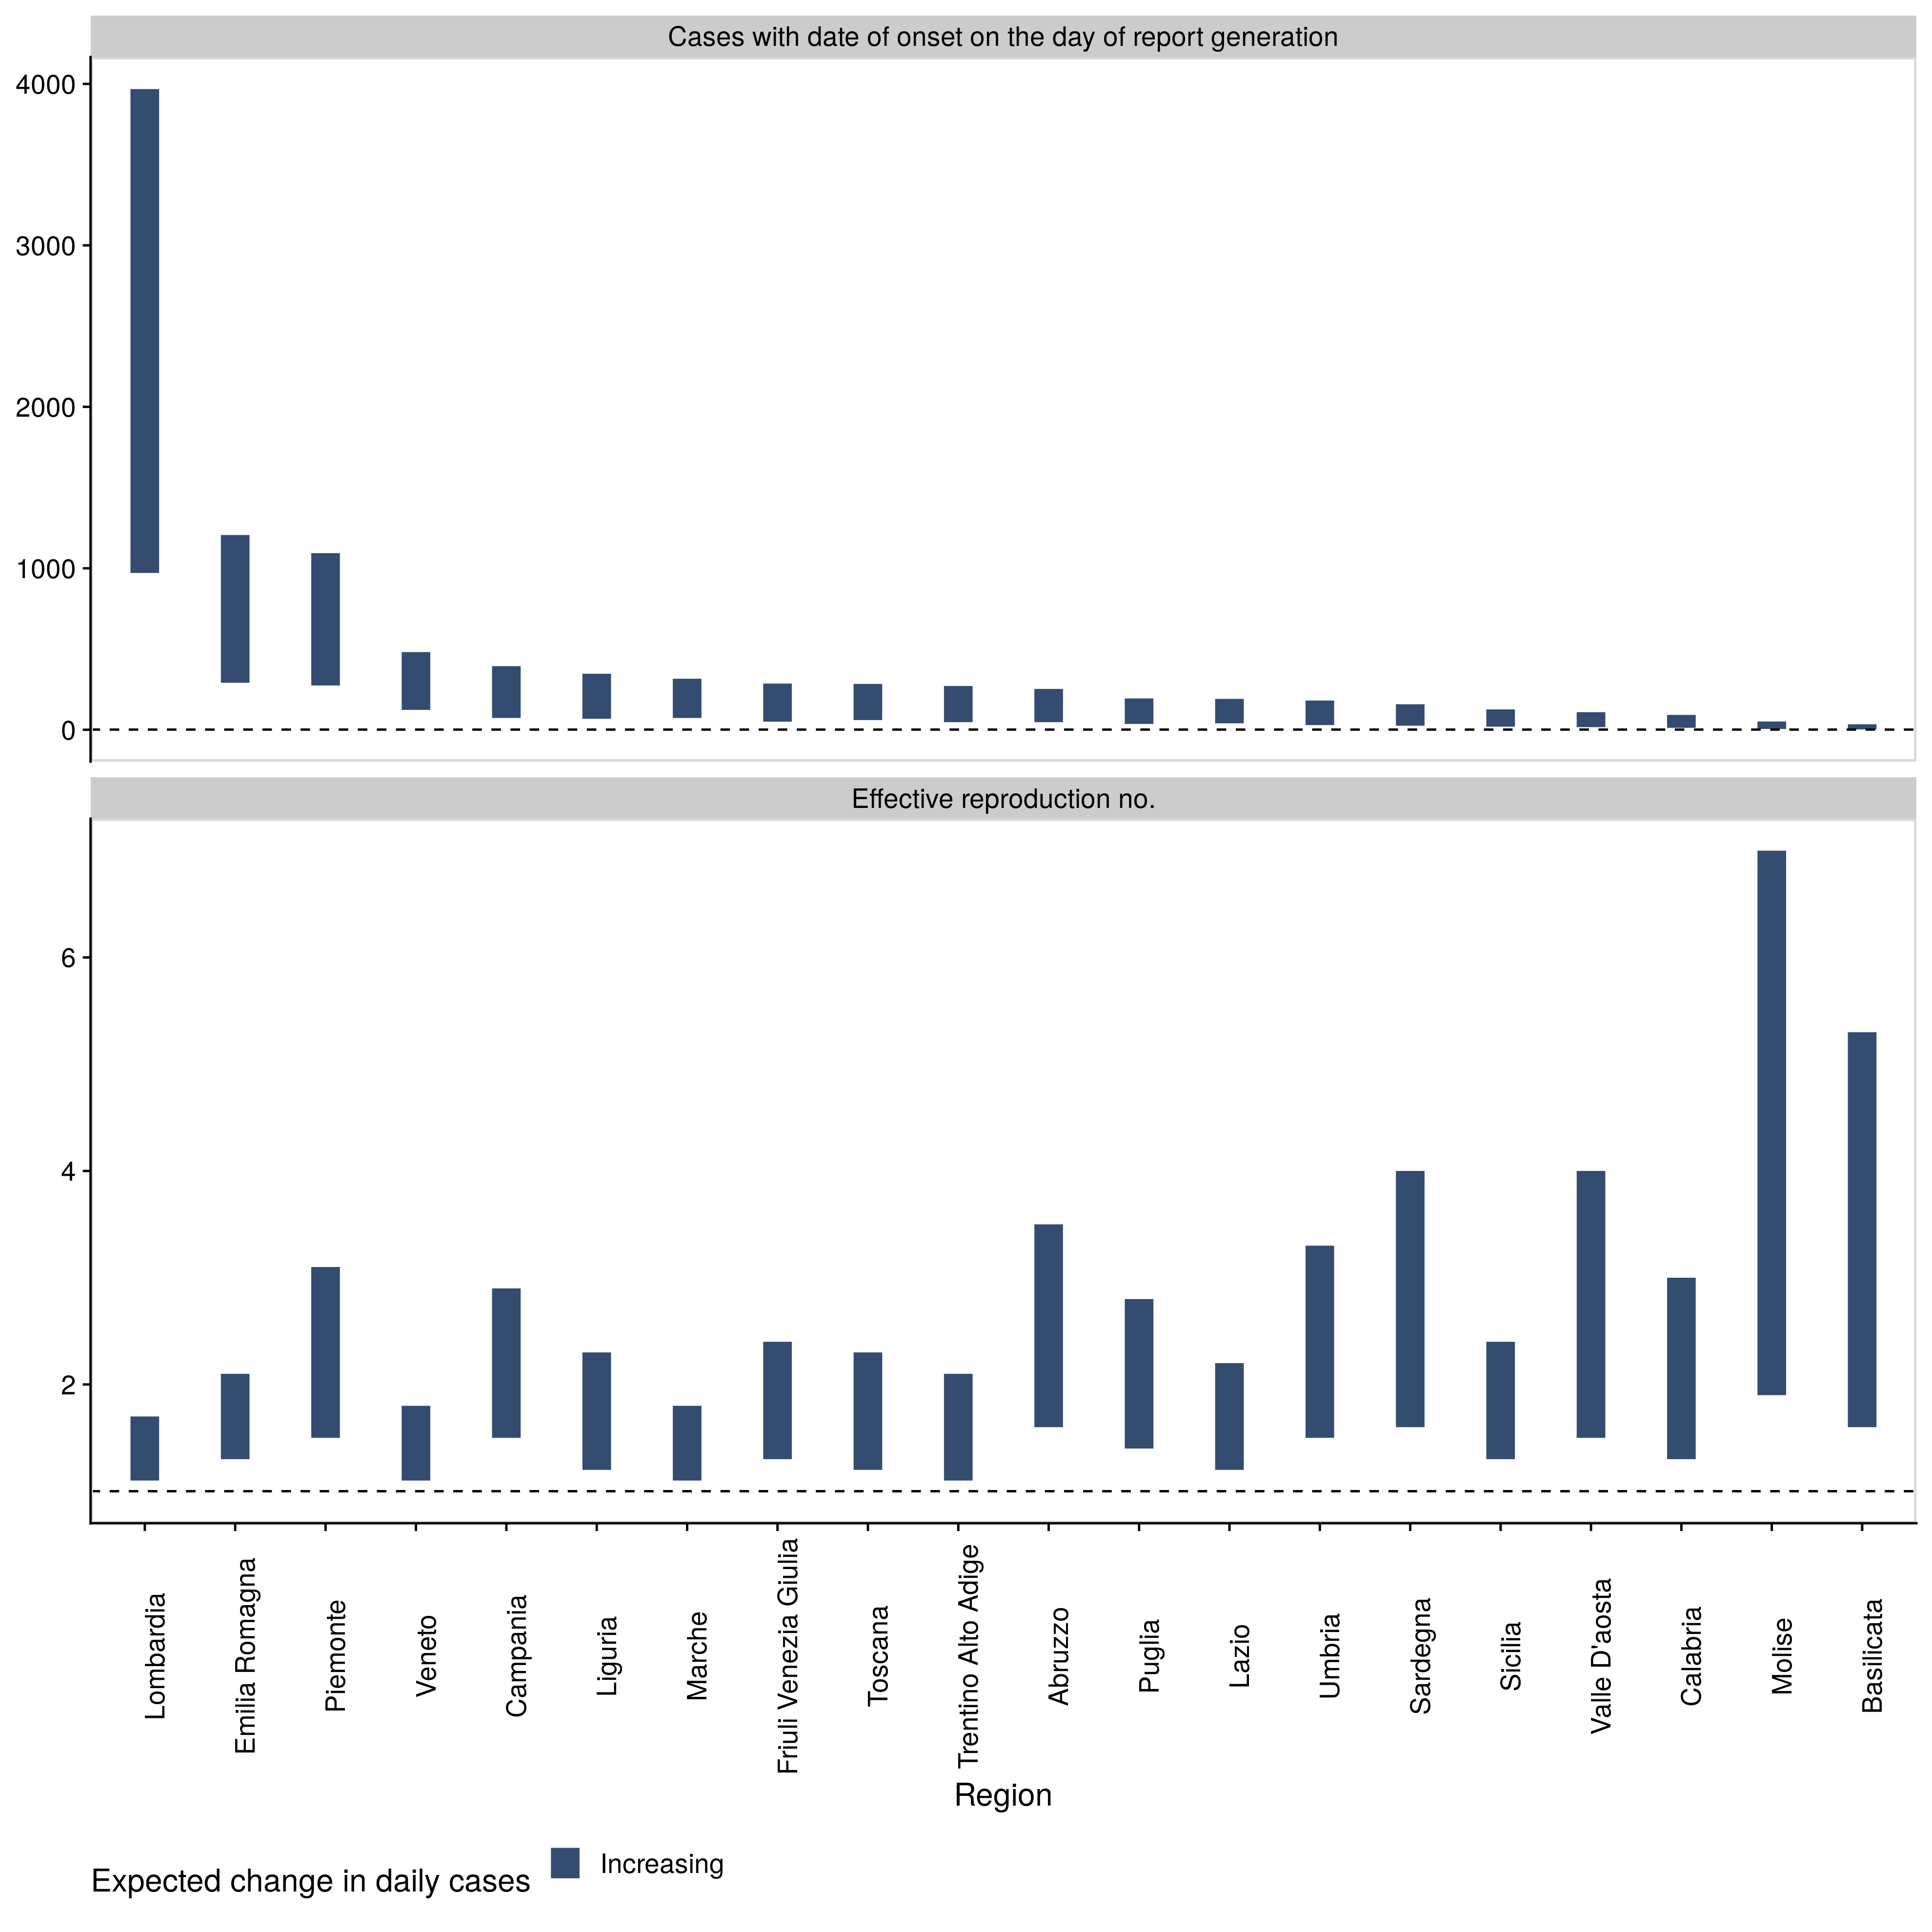 Cases with date of onset on the day of report generation
4000
3000
2000
1000
0
Effective reproduction no.
6
4
2
Lombardia
Emilia Romagna
Piemonte
Veneto
Campania
Liguria
Marche
Friuli Venezia Giulia
Toscana
Trentino Alto Adige
Abruzzo
Puglia
Lazio
Umbria
Sardegna
Sicilia
Valle D'aosta
Calabria
Molise
Basilicata
Region
Expected change in daily cases
Increasing